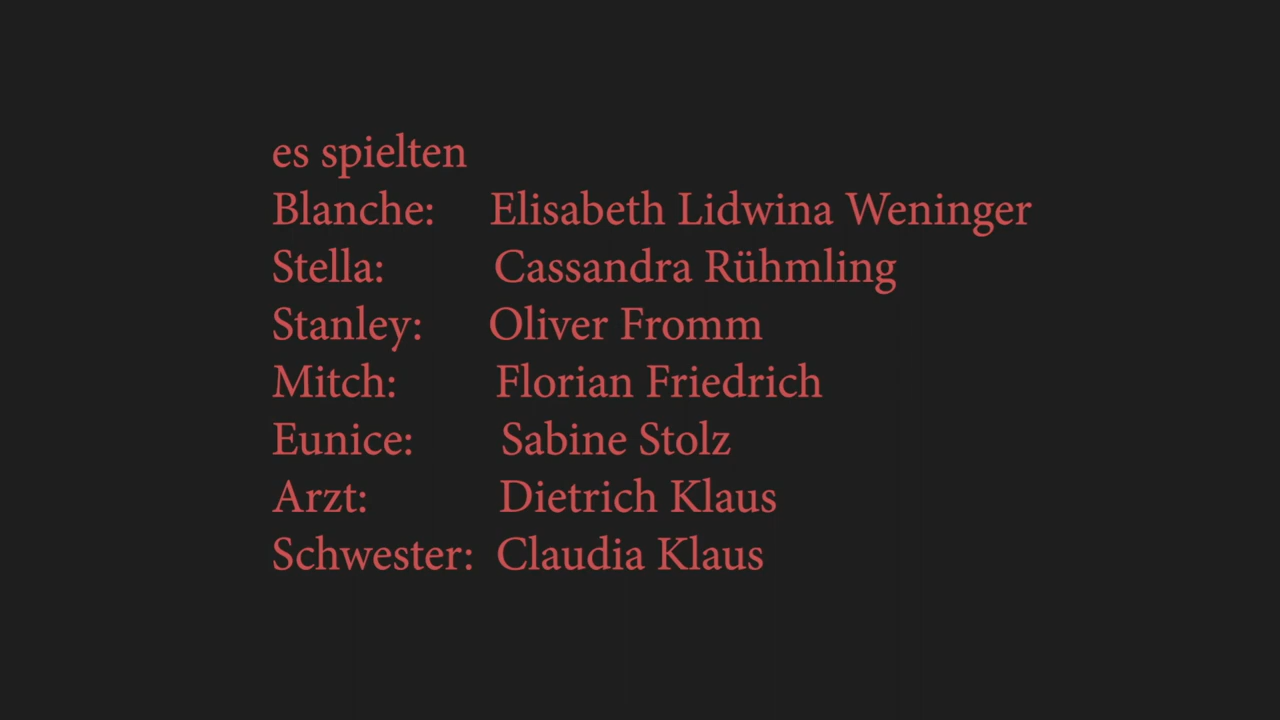 es spielten
Blanche: Elisabeth Lidwina Weninger
Stella: Cassandra Rühmling
Stanley: Oliver Fromm
Mitch: Florian Friedrich
Eunice: Sabine Stolz
Arzt: Dietrich Klaus
Schwester: Claudia Klaus